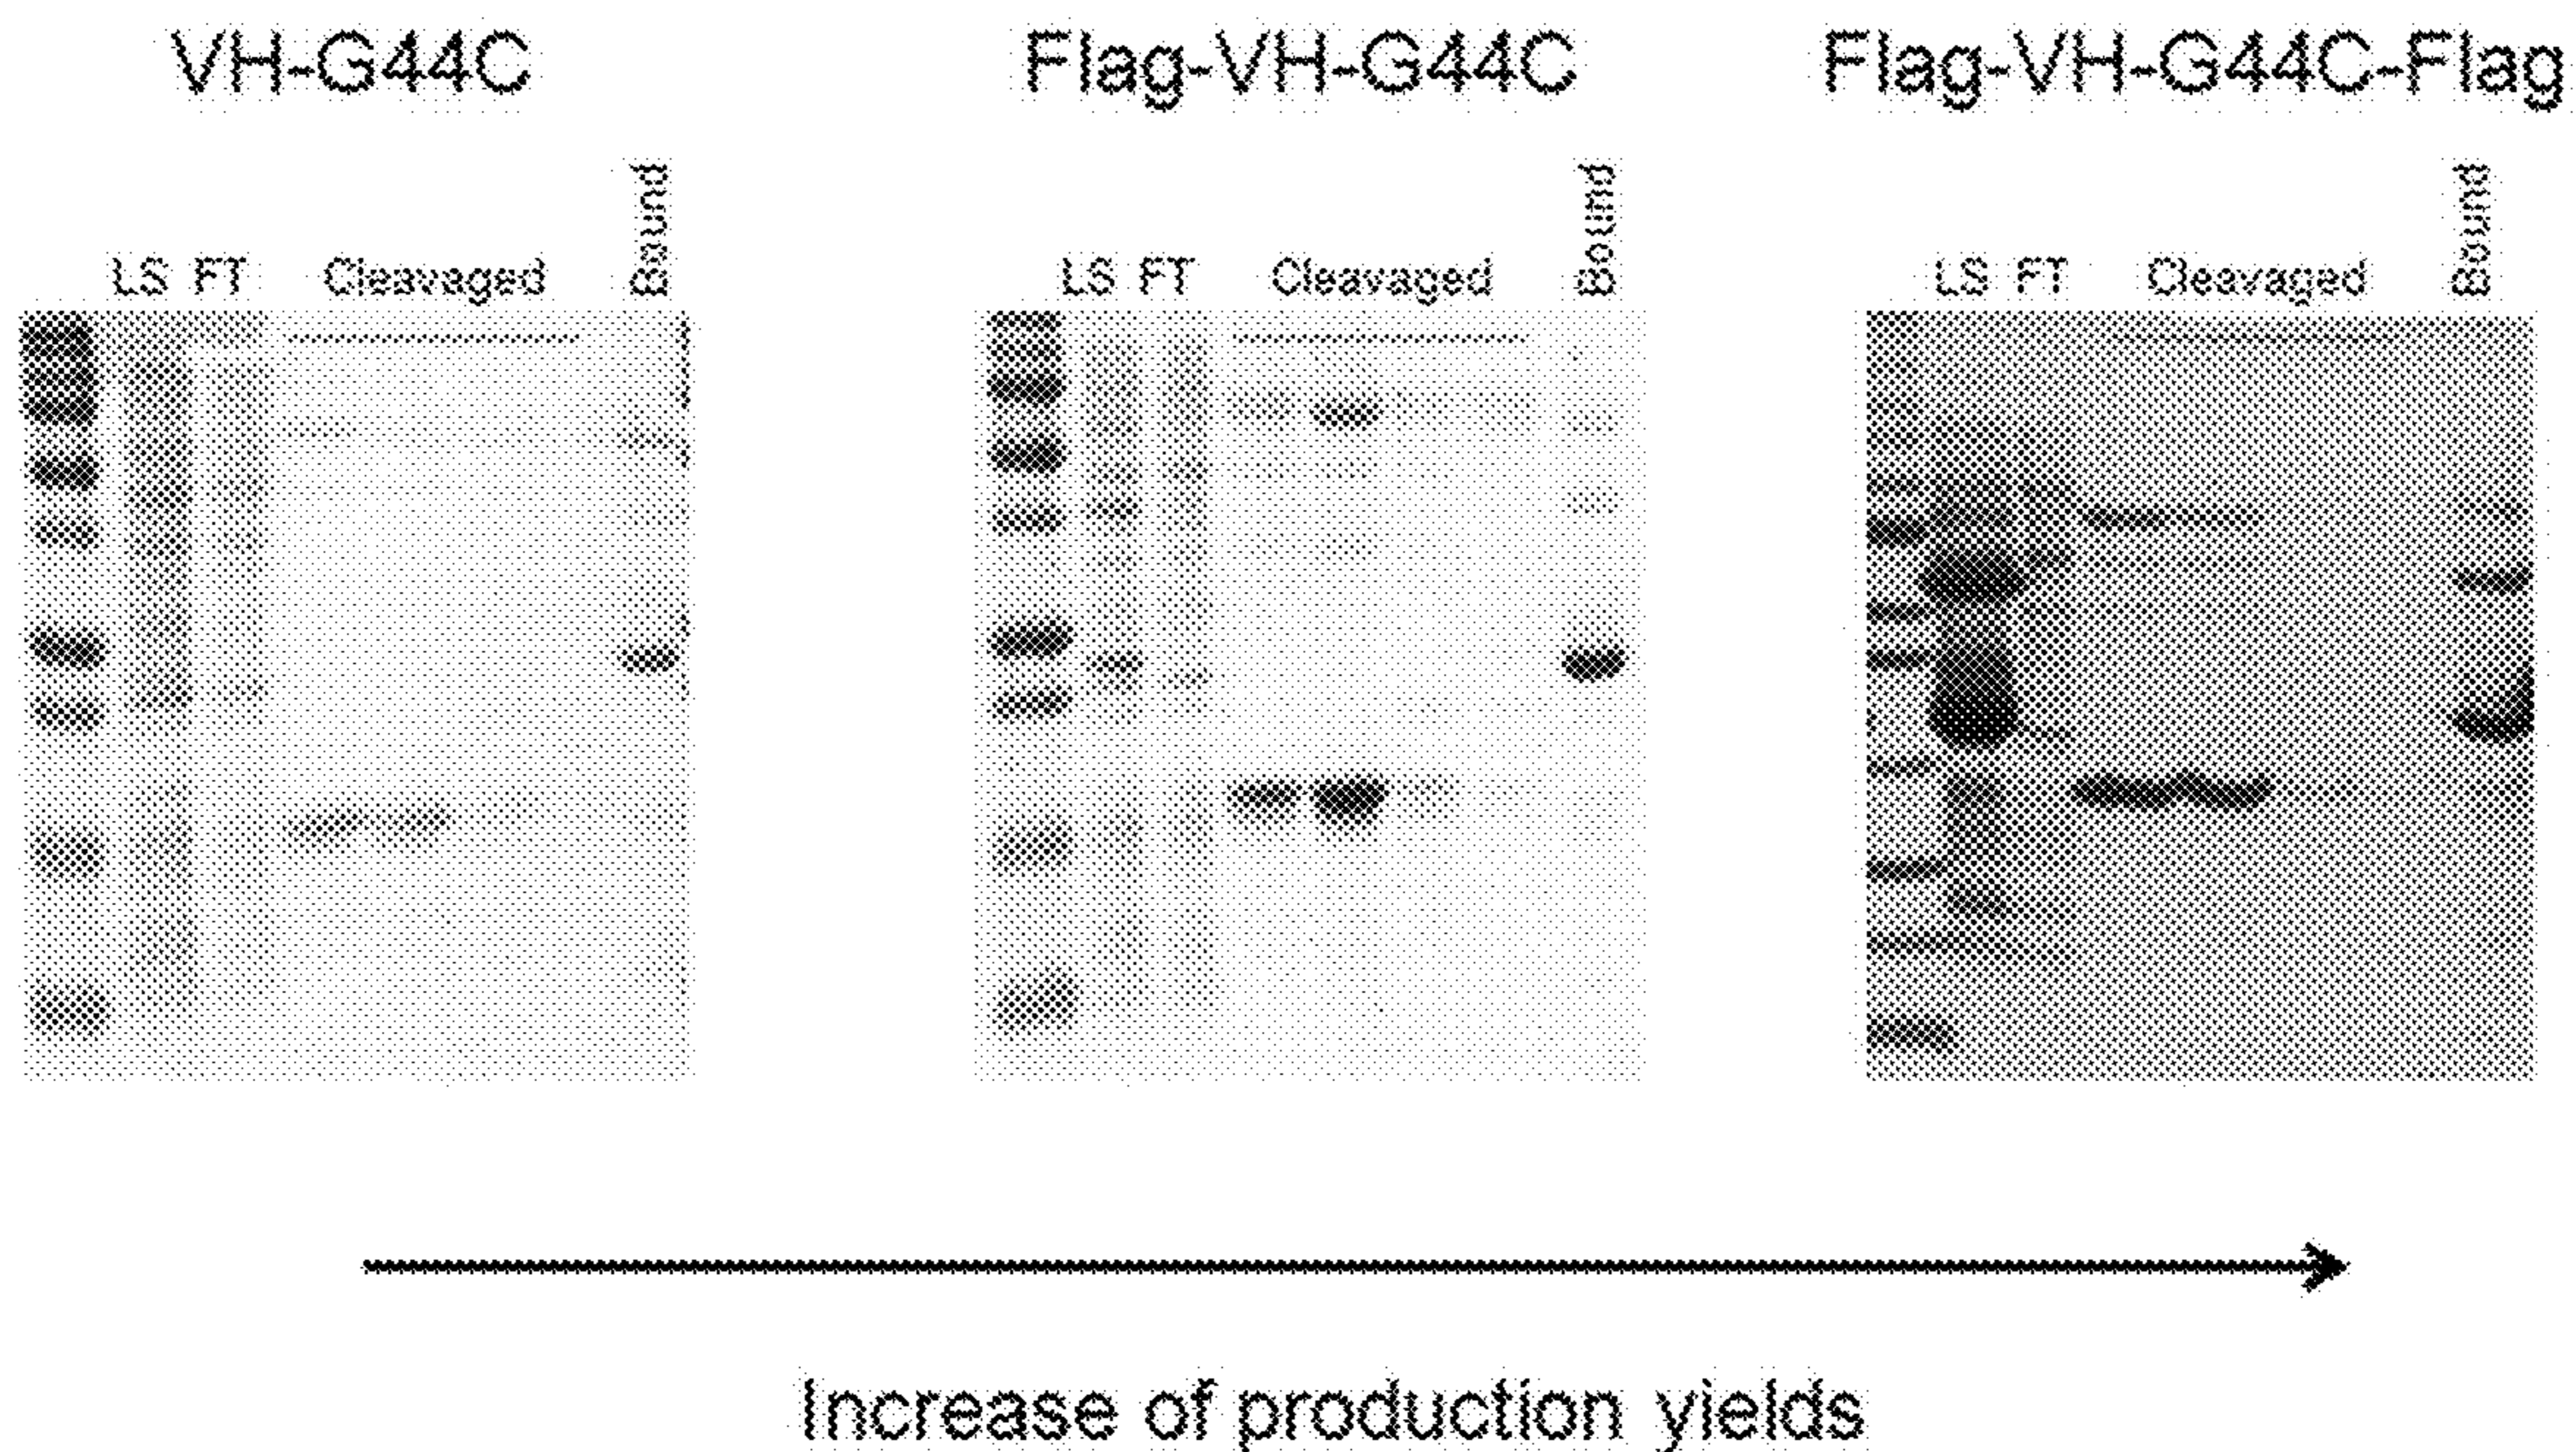 VH-G44C
Flag-VH-G44C
Flag-VH-G44C-Flag
LS FT Cleavaged Bound
LS FT Cleavaged Bound
LS FT Cleavaged Bound
Increase of production yields